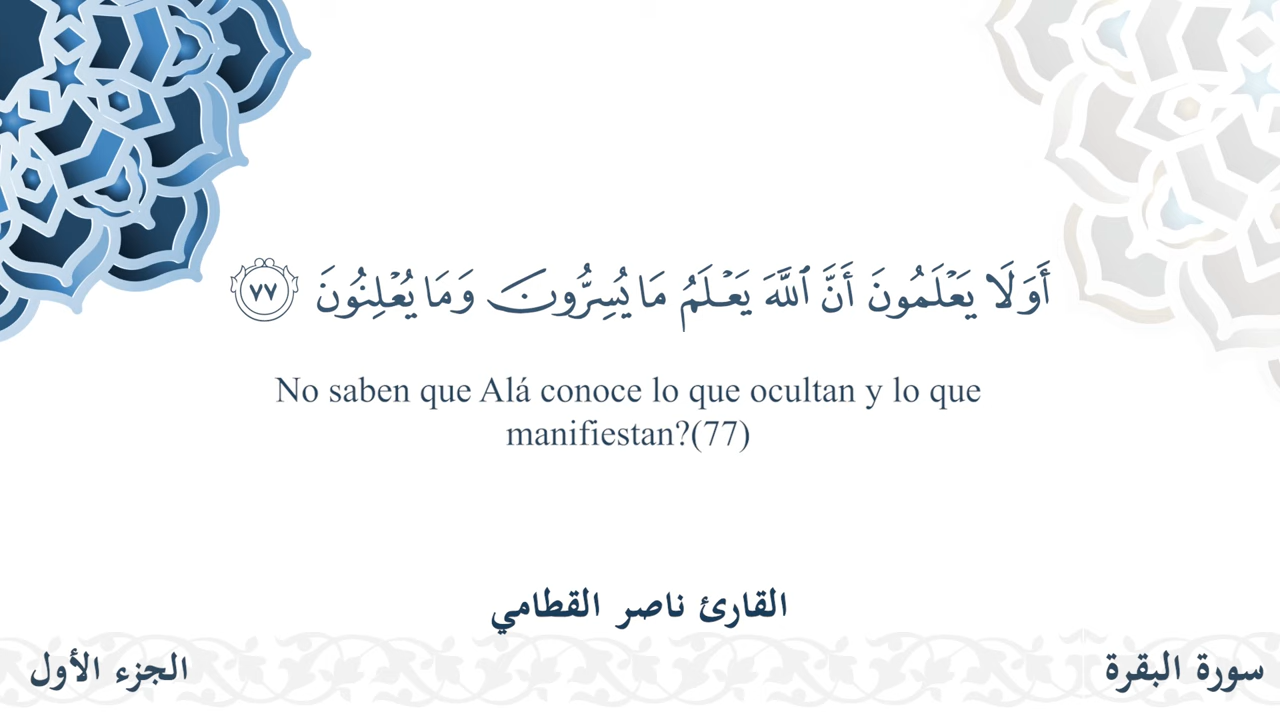 أَوَلَا يَعْلَمُونَ أَنَّ ٱللَّهَ يَعْلَمُ مَا يُسِرُّونَ وَمَا يُعْلِنُونَ ٧٧
No saben que Alá conoce lo que ocultan y lo que
manifiestan?(77)
القارئ ناصر القطامي
سورة البقرة
الجزء الأول